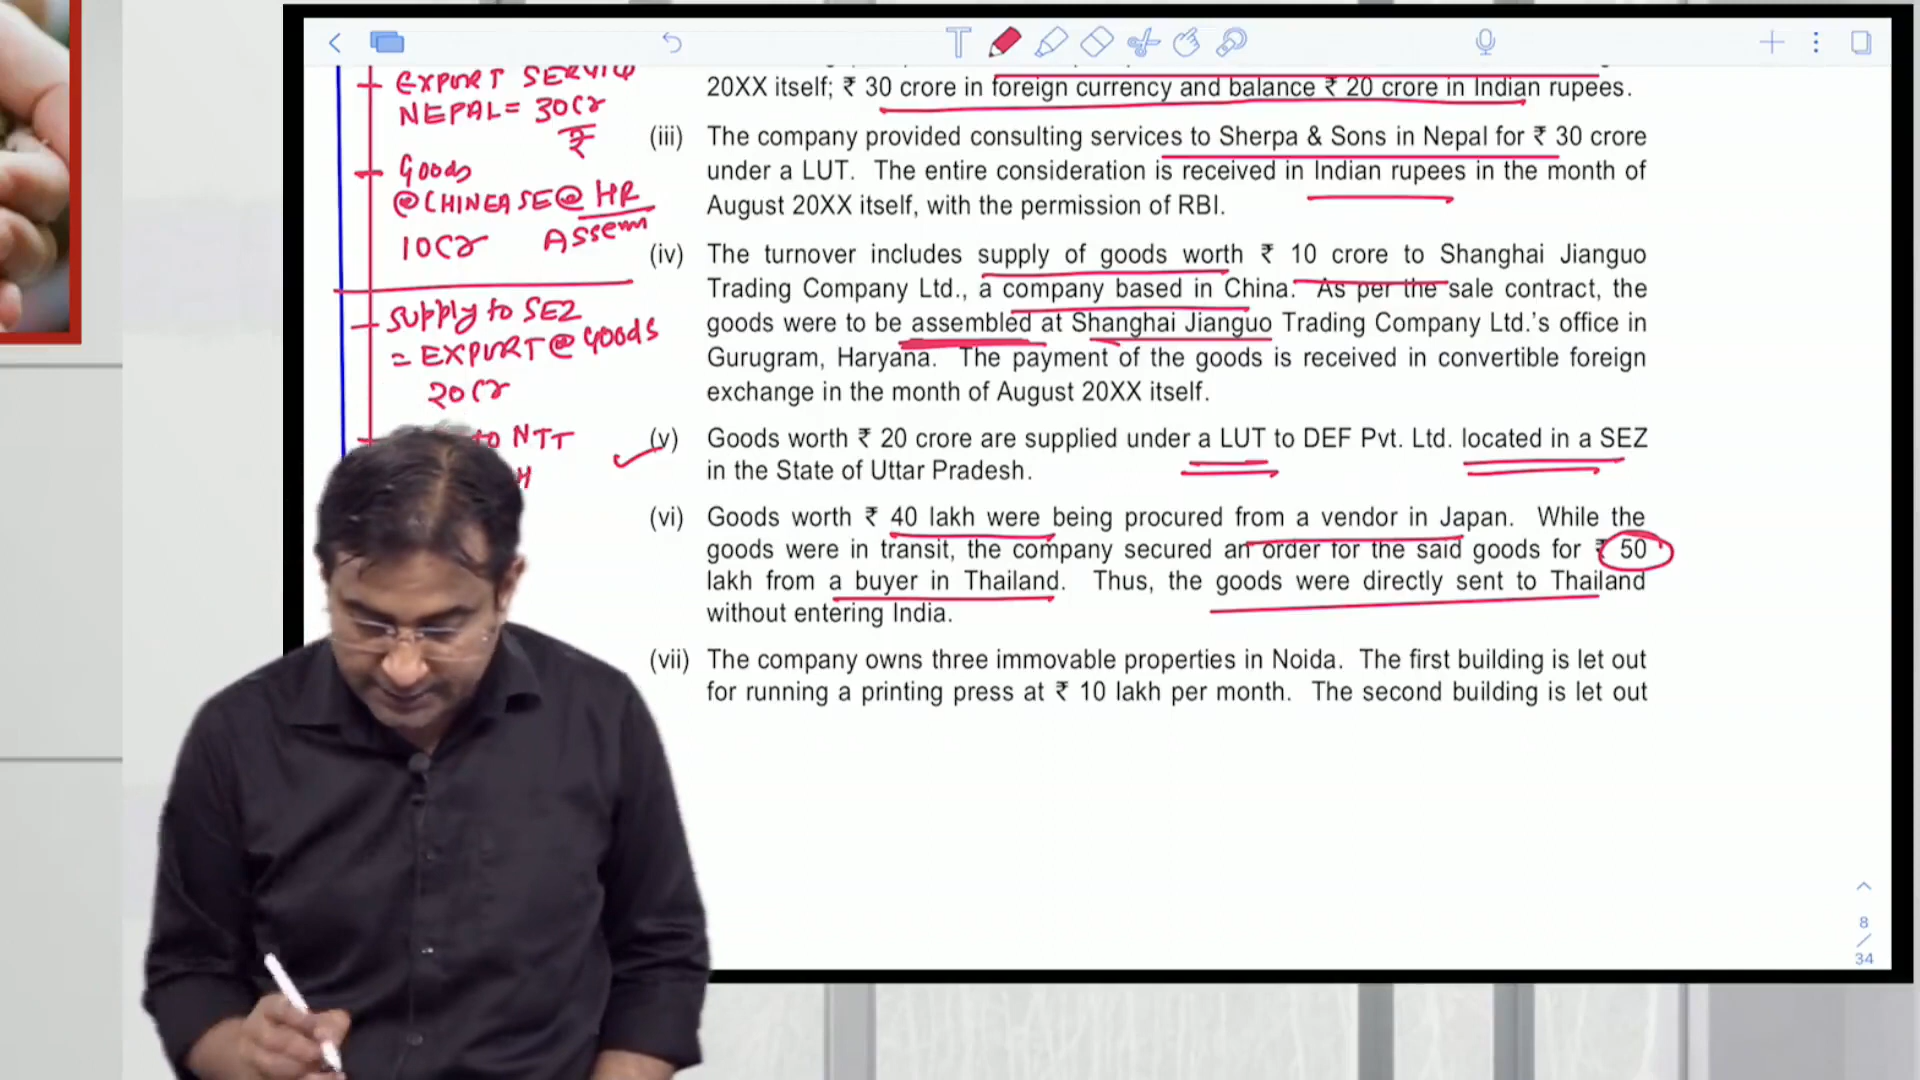 EXPORT SERVICE
NEPAL = 30Cr
₹
Goods
@CHINEASE@ HR
10Cr Assem
Supply to SEZ
= EXPORT@Goods
20Cr
to NTT
H
20XX itself; ₹ 30 crore in foreign currency and balance ₹ 20 crore in Indian rupees.
(iii) The company provided consulting services to Sherpa & Sons in Nepal for ₹ 30 crore
under a LUT. The entire consideration is received in Indian rupees in the month of
August 20XX itself, with the permission of RBI.
(iv) The turnover includes supply of goods worth ₹ 10 crore to Shanghai Jianguo
Trading Company Ltd., a company based in China. As per the sale contract, the
goods were to be assembled at Shanghai Jianguo Trading Company Ltd.'s office in
Gurugram, Haryana. The payment of the goods is received in convertible foreign
exchange in the month of August 20XX itself.
(v) Goods worth ₹ 20 crore are supplied under a LUT to DEF Pvt. Ltd. located in a SEZ
in the State of Uttar Pradesh.
(vi) Goods worth ₹ 40 lakh were being procured from a vendor in Japan. While the
goods were in transit, the company secured an order for the said goods for ₹ 50
lakh from a buyer in Thailand. Thus, the goods were directly sent to Thailand
without entering India.
(vii) The company owns three immovable properties in Noida. The first building is let out
for running a printing press at ₹ 10 lakh per month. The second building is let out
8
/
34